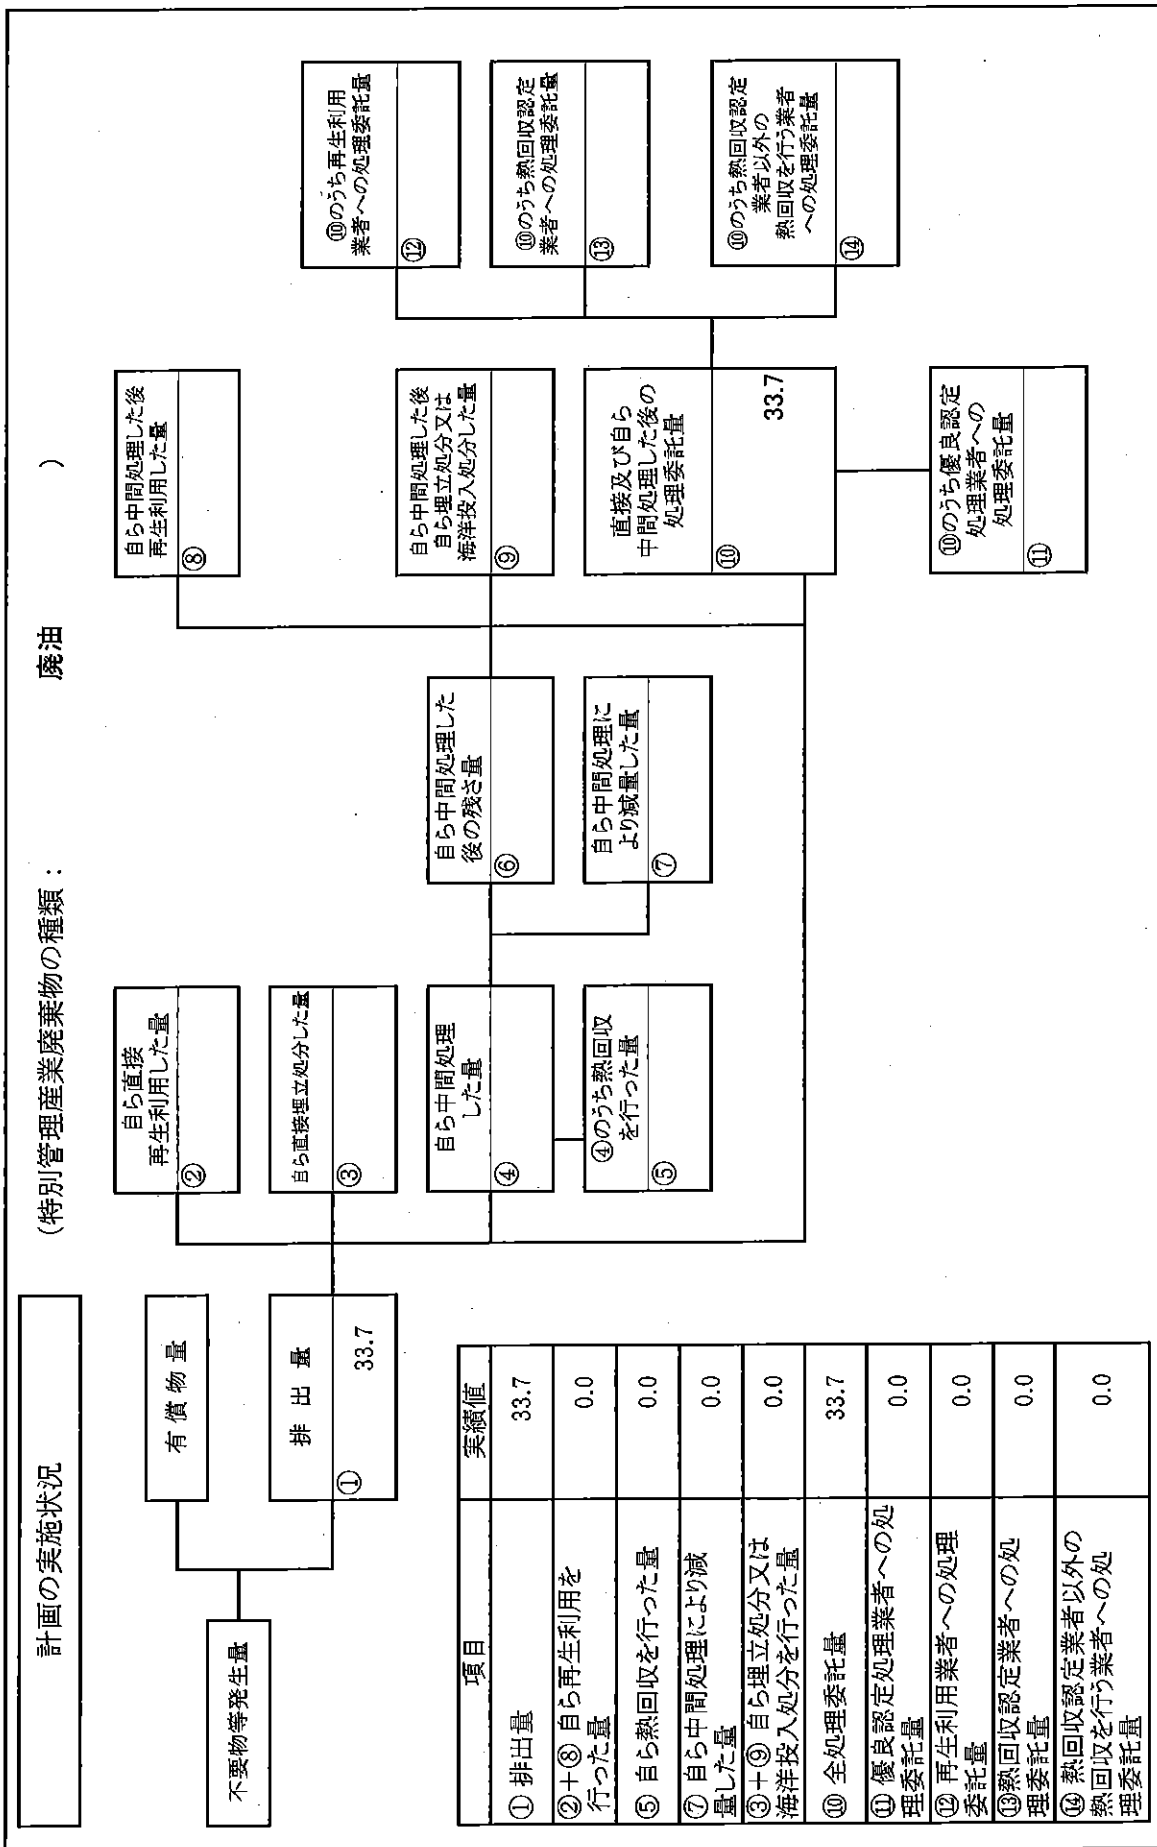 計画の実施状況
(特別管理産業廃棄物の種類：　廃油　)
不要物等発生量
有償物量
排出量
①
33.7
自ら直接
再生利用した量
②
自ら直接埋立処分した量
③
自ら中間処理
した量
④
④のうち熱回収
を行った量
⑤
自ら中間処理した
後の残さ量
⑥
自ら中間処理に
より減量した量
⑦
自ら中間処理した後
再生利用した量
⑧
自ら中間処理した後
自ら埋立処分又は
海洋投入処分した量
⑨
直接及び自ら
中間処理した後の
処理委託量
⑩
33.7
⑩のうち優良認定
処理業者への
処理委託量
⑪
⑩のうち再生利用
業者への処理委託量
⑫
⑩のうち熱回収認定
業者への処理委託量
⑬
⑩のうち熱回収認定
業者以外の
熱回収を行う業者
への処理委託量
⑭
項目 実績値
① 排出量 33.7
②＋⑧ 自ら再生利用を
行った量 0.0
⑤ 自ら熱回収を行った量 0.0
⑦ 自ら中間処理により減
量した量 0.0
③＋⑨ 自ら埋立処分又は
海洋投入処分を行った量 0.0
⑩ 全処理委託量 33.7
⑪ 優良認定処理業者への処
理委託量 0.0
⑫ 再生利用業者への処理
委託量 0.0
⑬熱回収認定業者への処
理委託量 0.0
⑭ 熱回収認定業者以外の
熱回収を行う業者への処
理委託量 0.0